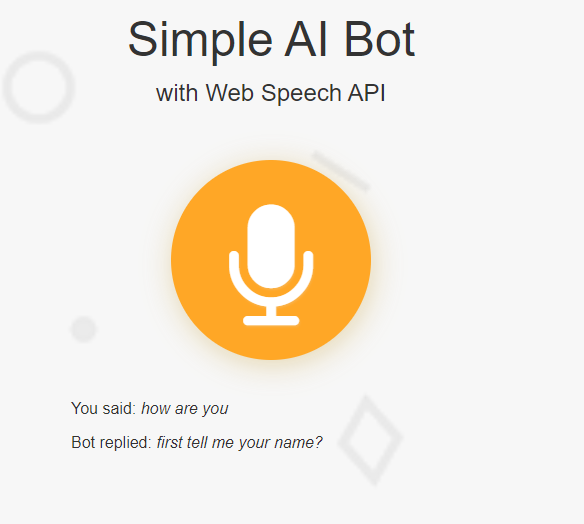 Simple AI Bot
with Web Speech API
You said: how are you
Bot replied: first tell me your name?